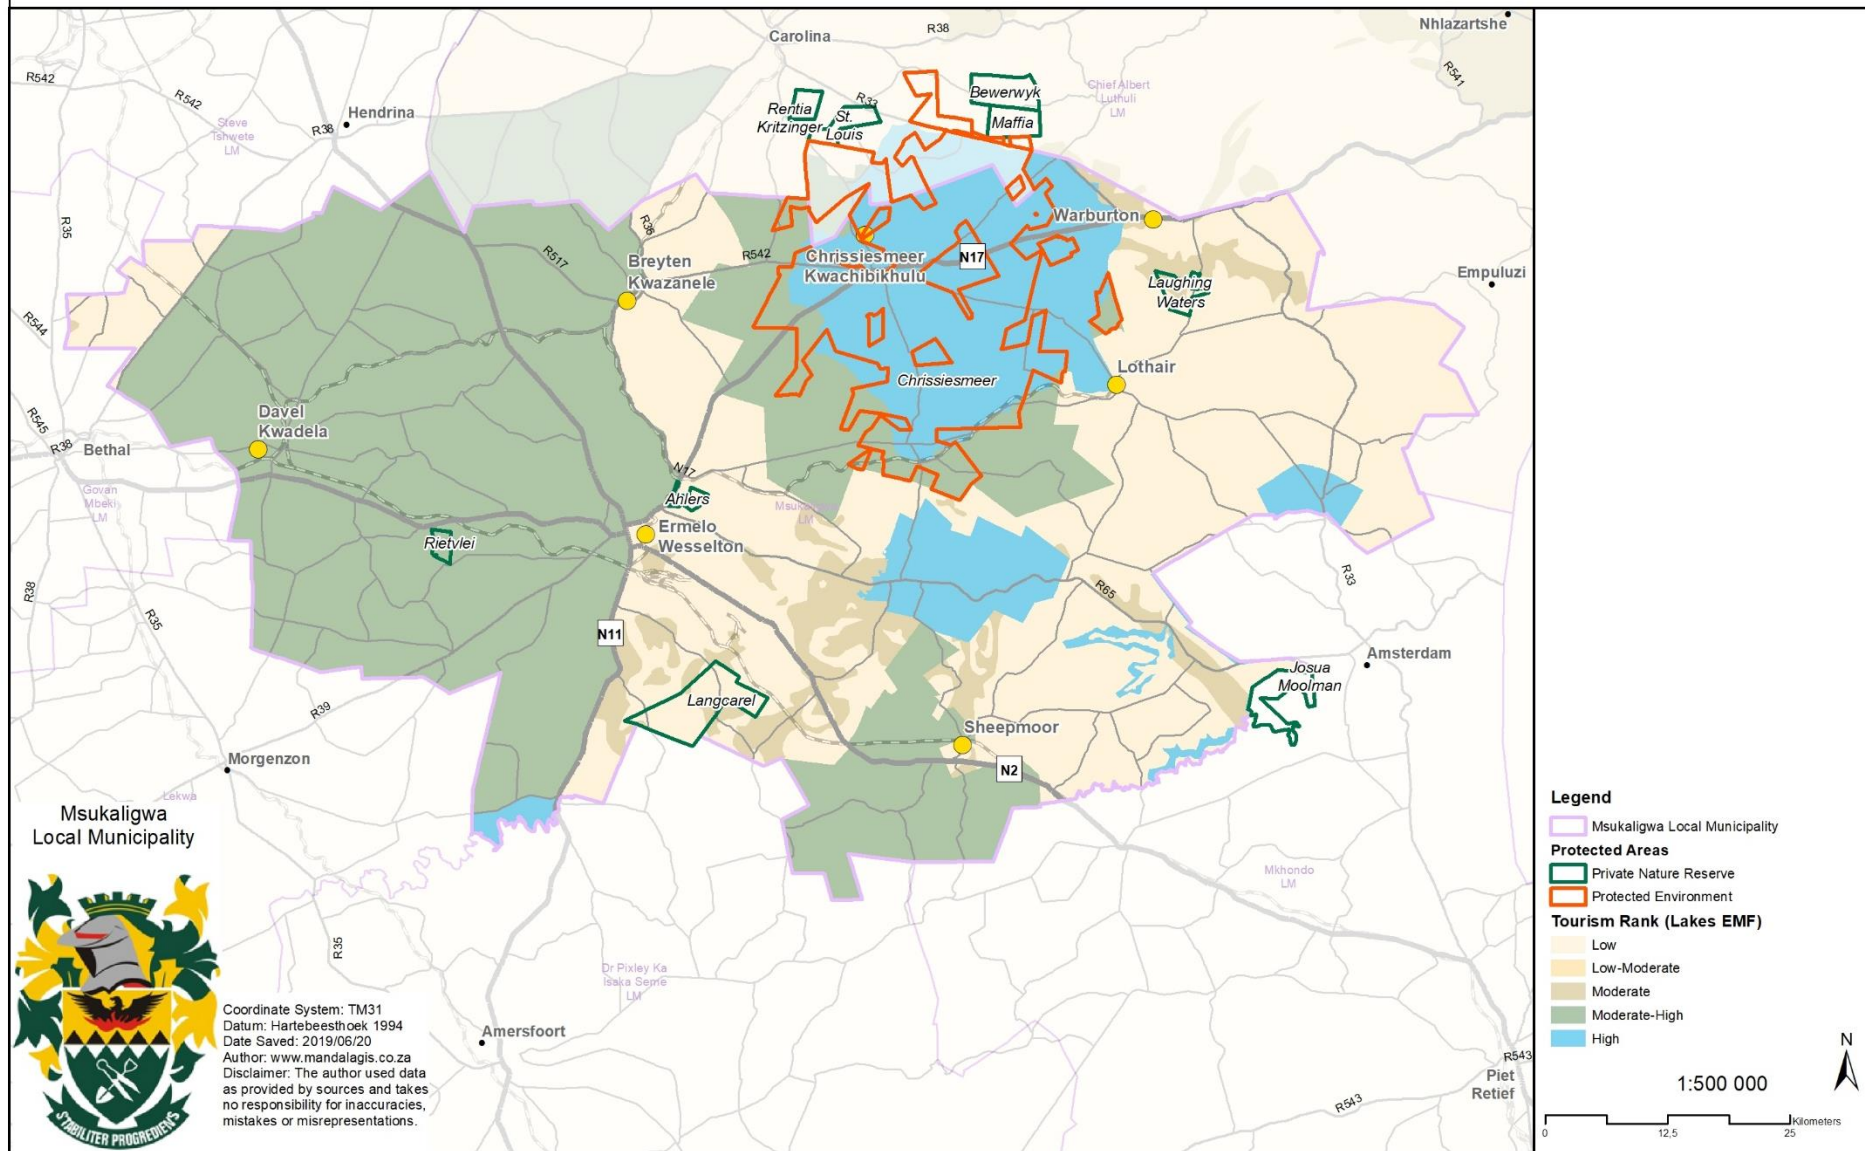 Nhlazartshe
Carolina
R38
R542
R542
R541
Chief Albert
Luthuli
LM
Bewerwyk
Rentia
Kritzinger
R33
St.
Louis
Maffia
Hendrina
Steve
Tshwete
LM
R38
R35
R36
Warburton
R517
R542
Breyten
Kwazanele
Chrissiesmeer
Kwachibikhulu
N17
Laughing
Waters
Empuluzi
R544
Lothair
Chrissiesmeer
R545
Davel
Kwadela
R38
Bethal
N17
Govan
Mbeki
LM
Ahlers
LM
Ermelo
Wesselton
Rietvlei
R38
R35
R33
R65
N11
Amsterdam
Josua
Moolman
Langcarel
R39
Sheepmoor
Morgenzon
N2
Lekwa
Msukaligwa
Local Municipality
Mkhondo
LM
R35
Dr Pixley Ka
Isaka Seme
LM
Amersfoort
R543
Piet
Retief
R543
STABILITER PROGREDIENS
Coordinate System: TM31
Datum: Hartebeesthoek 1994
Date Saved: 2019/06/20
Author: www.mandalagis.co.za
Disclaimer: The author used data
as provided by sources and takes
no responsibility for inaccuracies,
mistakes or misrepresentations.
Legend
Msukaligwa Local Municipality
Protected Areas
Private Nature Reserve
Protected Environment
Tourism Rank (Lakes EMF)
Low
Low-Moderate
Moderate
Moderate-High
High
N
1:500 000
Kilometers
0 12,5 25